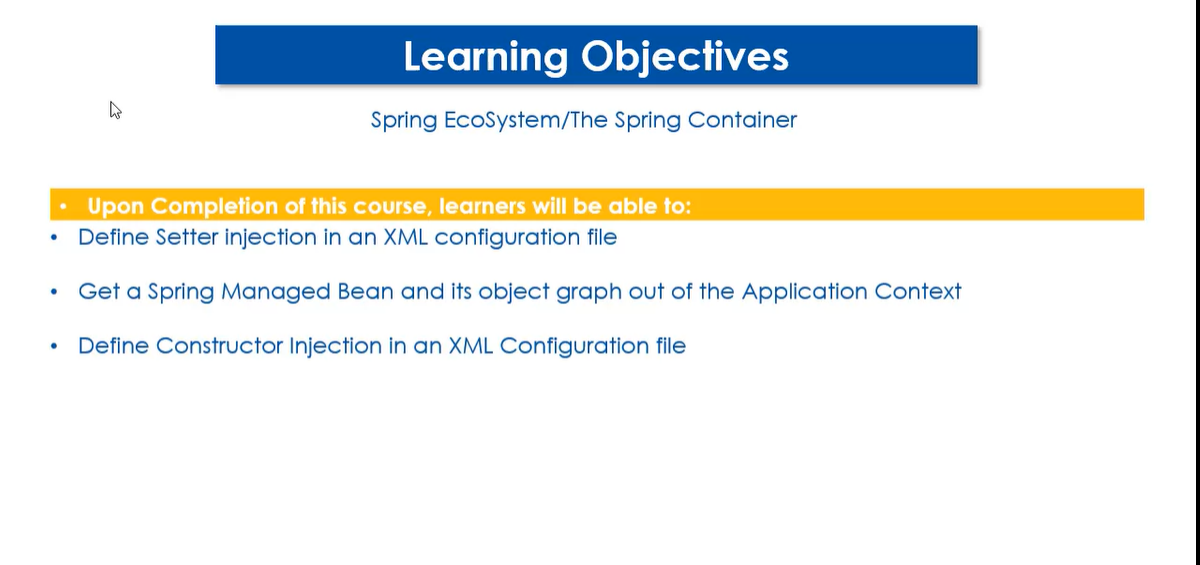 Learning Objectives
Spring EcoSystem/The Spring Container
• Upon Completion of this course, learners will be able to:
• Define Setter injection in an XML configuration file
• Get a Spring Managed Bean and its object graph out of the Application Context
• Define Constructor Injection in an XML Configuration file